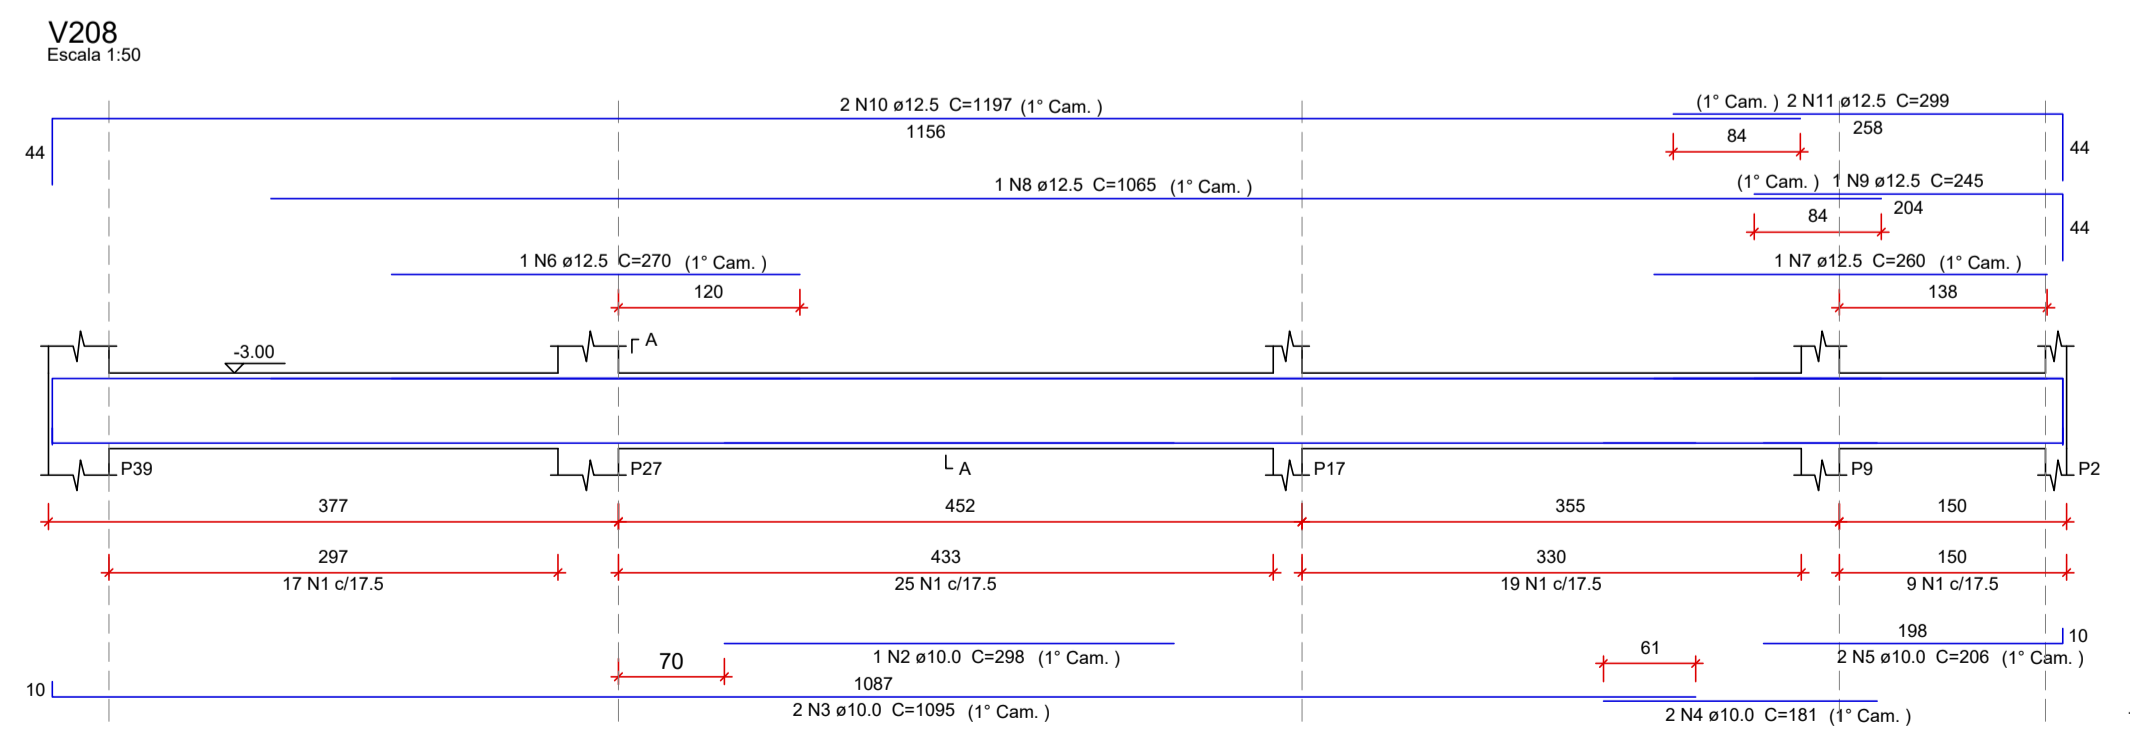 V208
Escala 1:50
2 N10 ø12.5 C=1197 (1° Cam. )
(1° Cam. ) 2 N11 ø12.5 C=299
1156
258
84
44
44
1 N8 ø12.5 C=1065 (1° Cam. )
(1° Cam. ) 1 N9 ø12.5 C=245
204
84
44
1 N6 ø12.5 C=270 (1° Cam. )
1 N7 ø12.5 C=260 (1° Cam. )
120
138
A
-3.00
P39
P27
A
P17
P9
P2
377
452
355
150
297
433
330
150
17 N1 c/17.5
25 N1 c/17.5
19 N1 c/17.5
9 N1 c/17.5
198
10
1 N2 ø10.0 C=298 (1° Cam. )
2 N5 ø10.0 C=206 (1° Cam. )
70
61
1087
10
2 N3 ø10.0 C=1095 (1° Cam. )
2 N4 ø10.0 C=181 (1° Cam. )